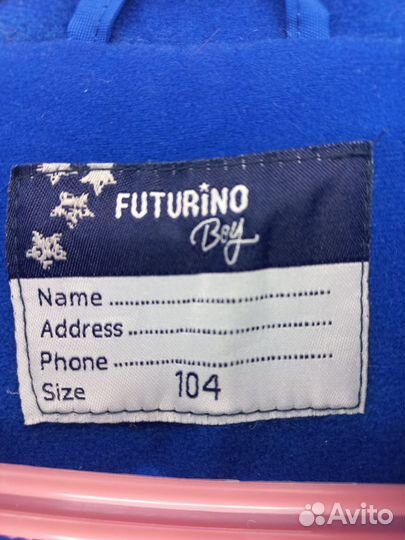 FUTURiNO
Boy
Name ........................................
Address ...................................
Phone ......................................
Size 104
Avito